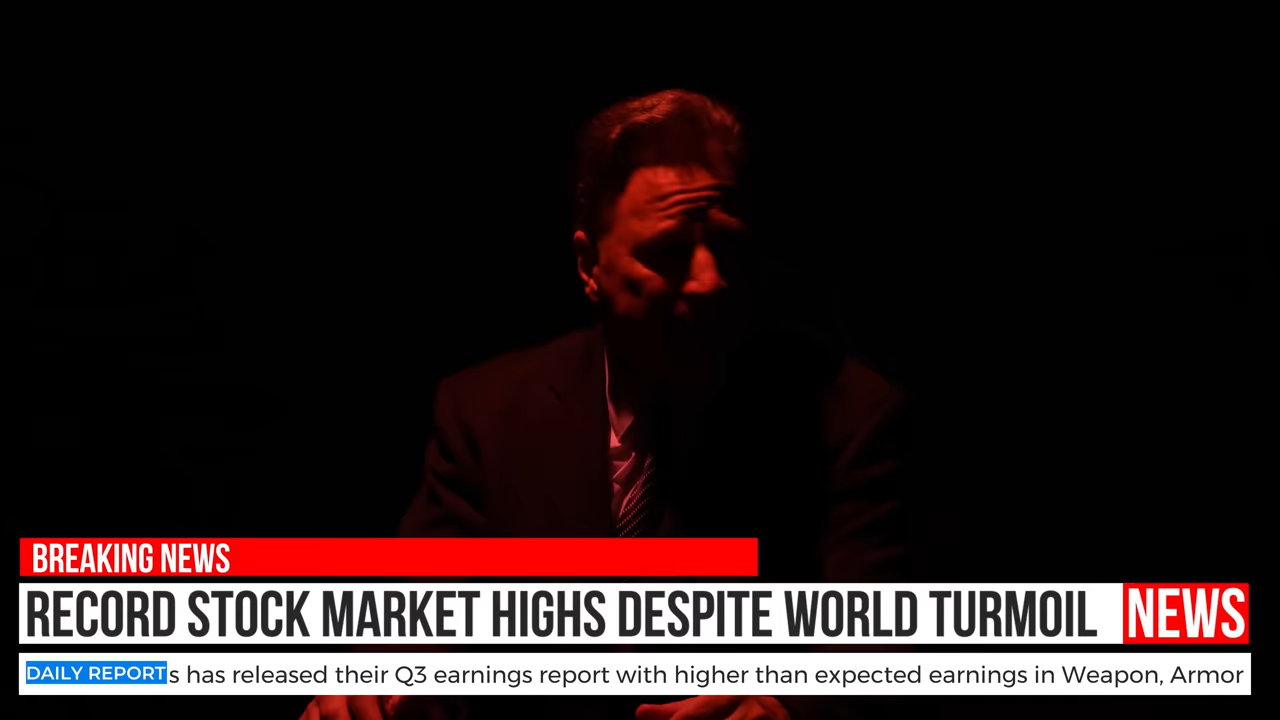 BREAKING NEWS
RECORD STOCK MARKET HIGHS DESPITE WORLD TURMOIL NEWS
DAILY REPORT s has released their Q3 earnings report with higher than expected earnings in Weapon, Armor